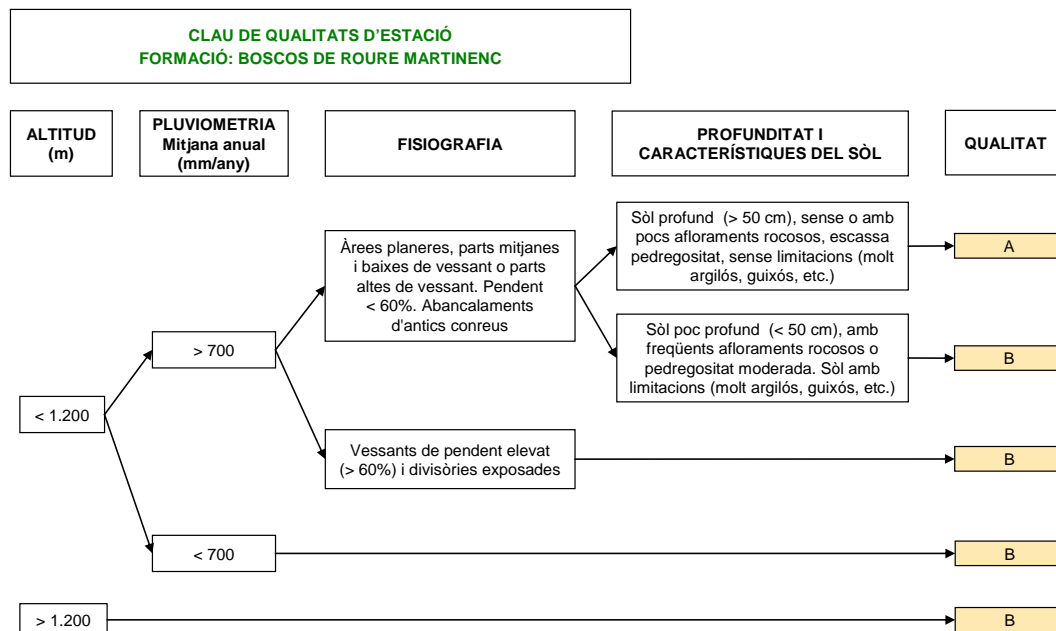 CLAU DE QUALITATS D'ESTACIÓ
FORMACIÓ: BOSCOS DE ROURE MARTINENC
ALTITUD
(m)
PLUVIOMETRIA
Mitjana anual
(mm/any)
FISIOGRAFIA
PROFUNDITAT I
CARACTERÍSTIQUES DEL SÒL
QUALITAT
Sòl profund (> 50 cm), sense o amb
pocs afloraments rocosos, escassa
pedregositat, sense limitacions (molt
argilós, guixós, etc.)
A
Àrees planeres, parts mitjanes
i baixes de vessant o parts
altes de vessant. Pendent
< 60%. Abancalaments
d'antics conreus
Sòl poc profund (< 50 cm), amb
freqüents afloraments rocosos o
pedregositat moderada. Sòl amb
limitacions (molt argilós, guixós, etc.)
B
> 700
< 1.200
Vessants de pendent elevat
(> 60%) i divisòries exposades
B
< 700
B
> 1.200
B